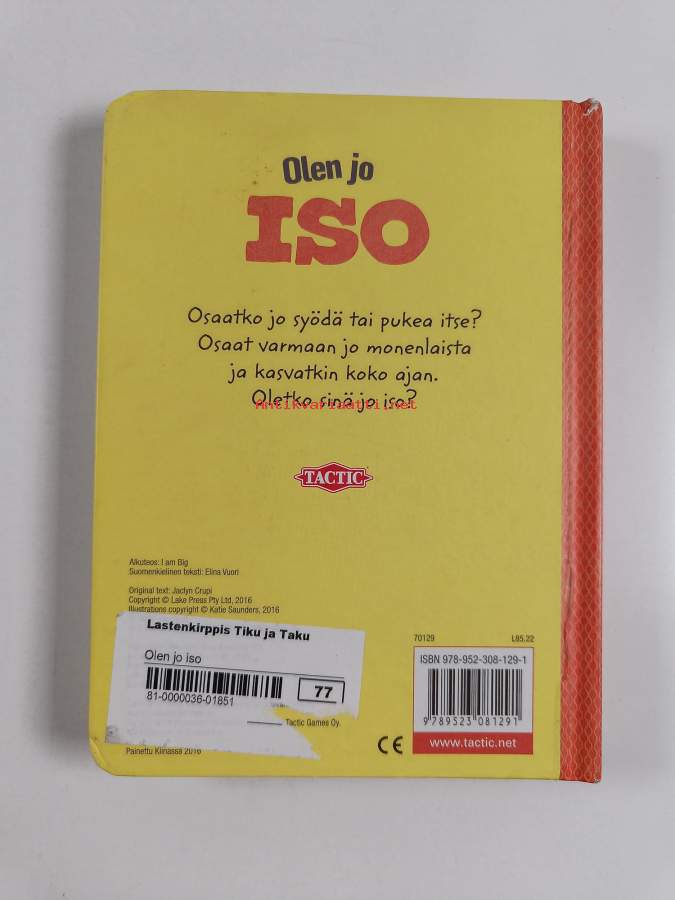 Olen jo
ISO
Osaatko jo syödä tai pukea itse?
Osaat varmaan jo monenlaista
ja kasvatkin koko ajan.
Oletko sinä jo iso?
Antikvariaatti.net
TACTIC
Alkuteos: I am Big
Suomenkielinen teksti: Elina Vuori
Original text: Jaclyn Crupi
Copyright © Lake Press Pty Ltd, 2016
Illustrations copyright © Katie Saunders, 2016
Lastenkirppis Tiku ja Taku
Olen jo iso
77
81-0000036-01851
Tactic Games Oy.
Painettu Kiinassa 2016
70129 L85.22
ISBN 978-952-308-129-1
9 789523 081291
CE
www.tactic.net